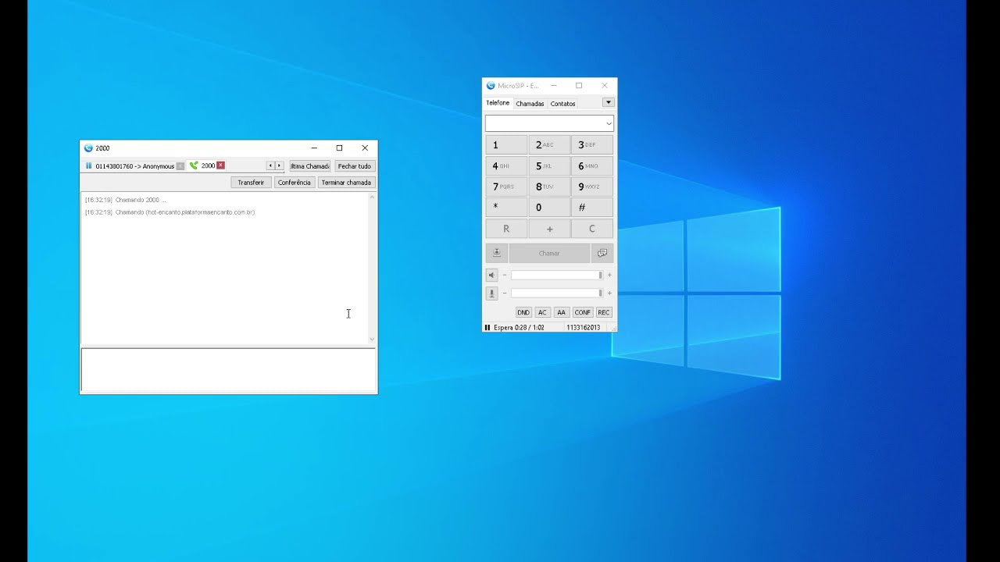 2000
01143801760 -> Anonymous 2000 Última Chamada Fechar tudo
Transferir Conferência Terminar chamada
[16:32:19] Chamando 2000 ...
[16:32:19] Chamando (hot-encanto.plataformaencanto.com.br)
MicroSIP - E...
Telefone Chamadas Contatos
1 2 ABC 3 DEF
4 GHI 5 JKL 6 MNO
7 PQRS 8 TUV 9 WXYZ
* 0 #
R + C
Chamar
- +
- +
DND AC AA CONF REC
Espera 0:28 / 1:02 1133162013